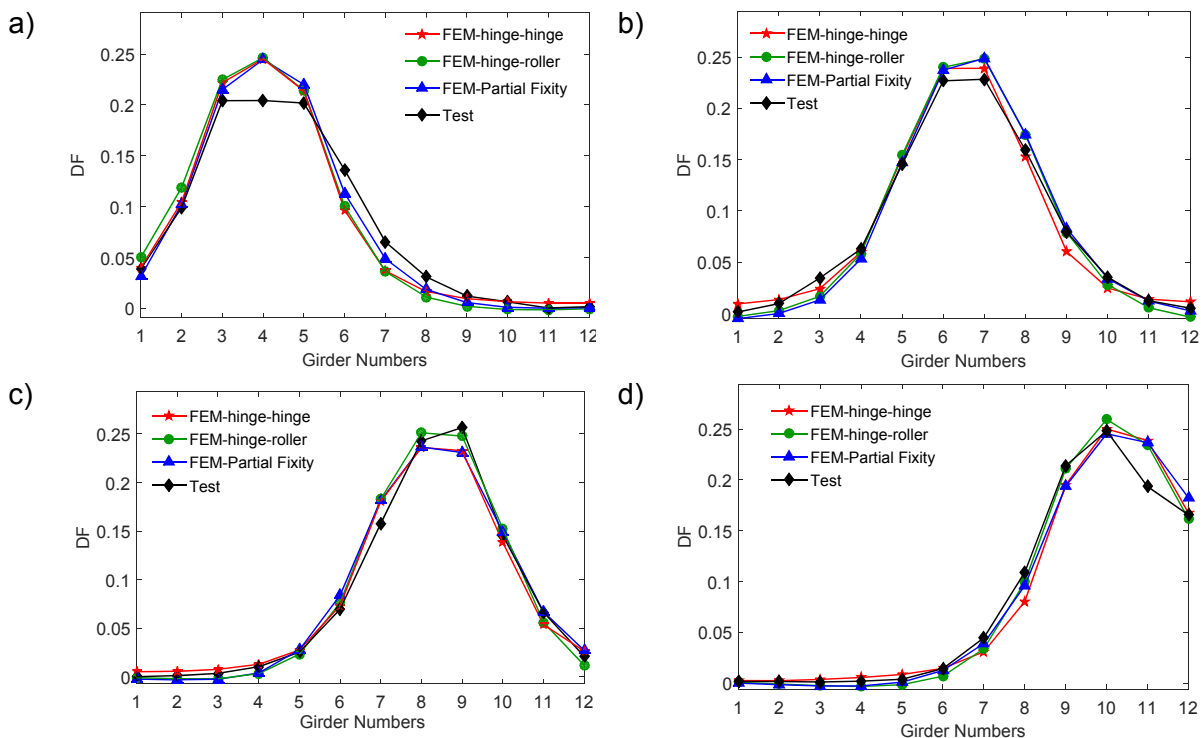 a)
FEM-hinge-hinge
FEM-hinge-roller
FEM-Partial Fixity
Test
0.25
0.2
0.15
0.1
0.05
0
DF
1 2 3 4 5 6 7 8 9 10 11 12
Girder Numbers
b)
FEM-hinge-hinge
FEM-hinge-roller
FEM-Partial Fixity
Test
0.25
0.2
0.15
0.1
0.05
0
DF
1 2 3 4 5 6 7 8 9 10 11 12
Girder Numbers
c)
FEM-hinge-hinge
FEM-hinge-roller
FEM-Partial Fixity
Test
0.25
0.2
0.15
0.1
0.05
0
DF
1 2 3 4 5 6 7 8 9 10 11 12
Girder Numbers
d)
FEM-hinge-hinge
FEM-hinge-roller
FEM-Partial Fixity
Test
0.25
0.2
0.15
0.1
0.05
0
DF
1 2 3 4 5 6 7 8 9 10 11 12
Girder Numbers